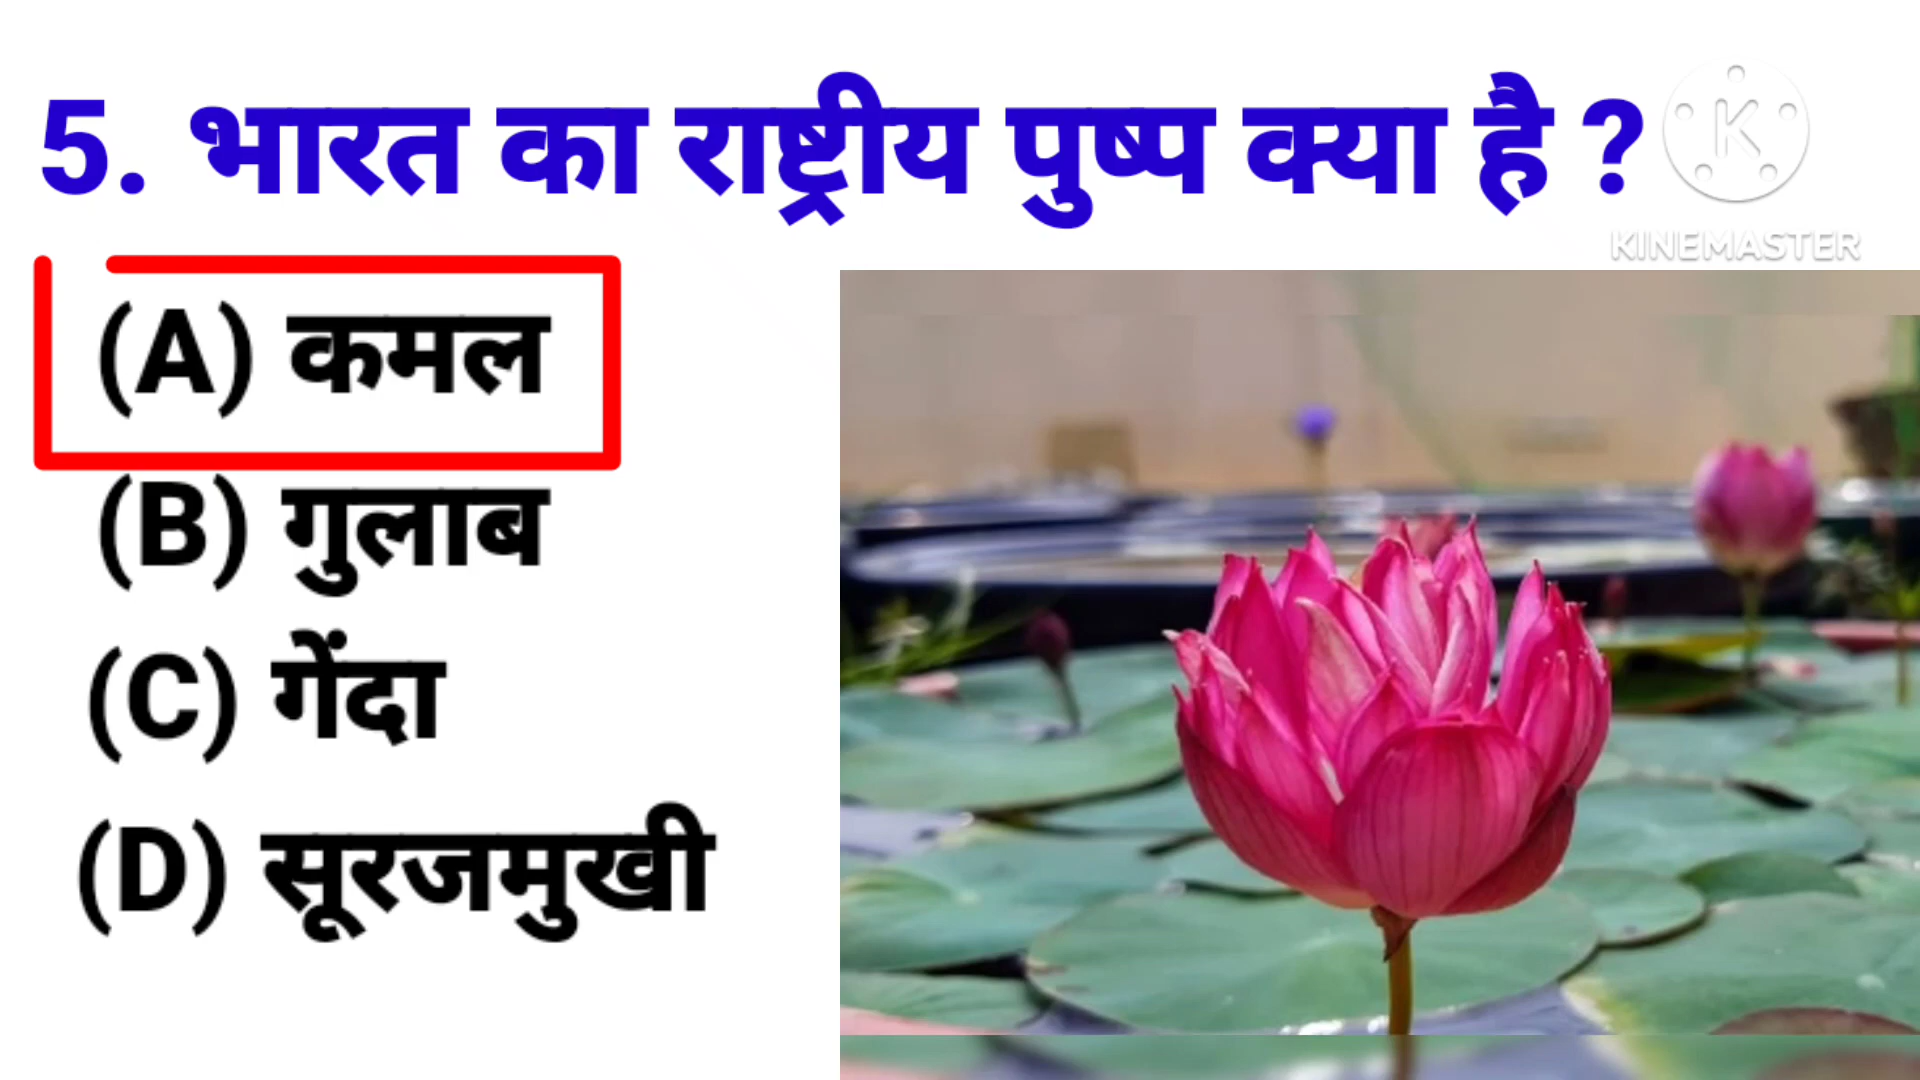 5. भारत का राष्ट्रीय पुष्प क्या है ?
K
KINEMASTER
(A) कमल
(B) गुलाब
(C) गेंदा
(D) सूरजमुखी